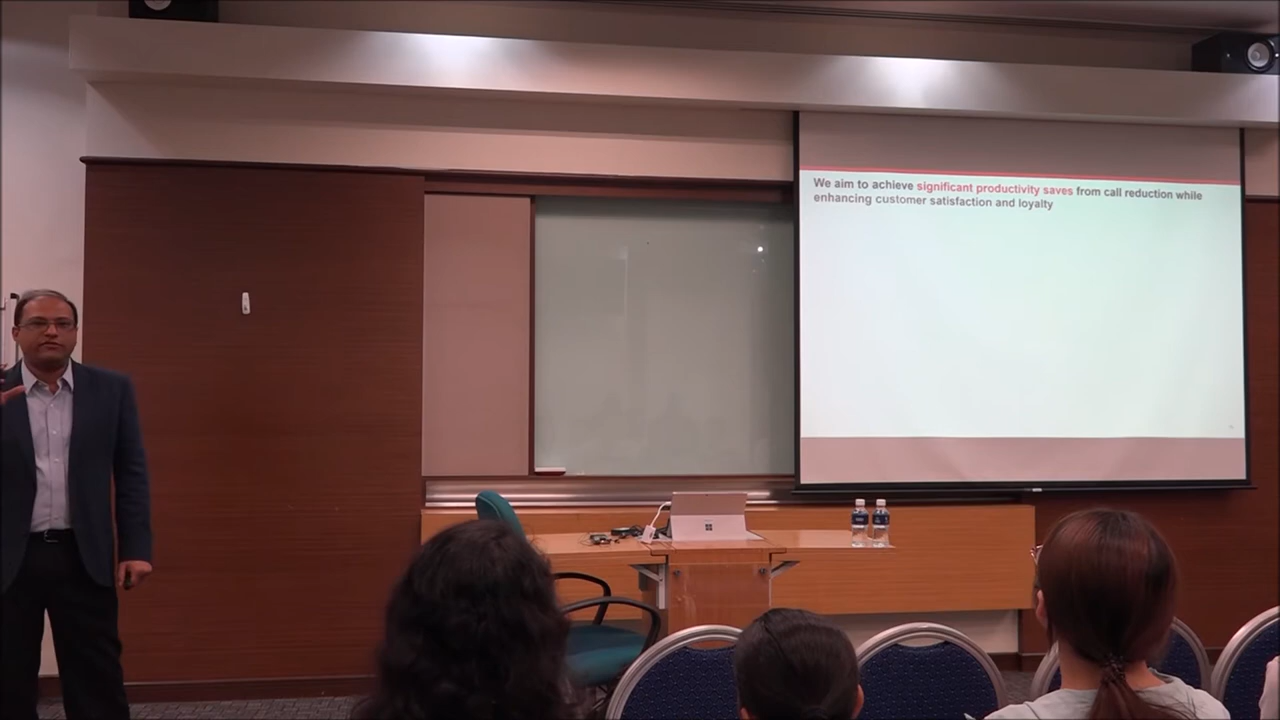 We aim to achieve significant productivity saves from call reduction while
enhancing customer satisfaction and loyalty